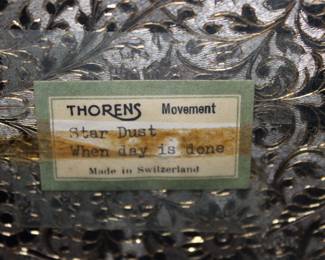 THORENS Movement
Star Dust
When day is done
Made in Switzerland